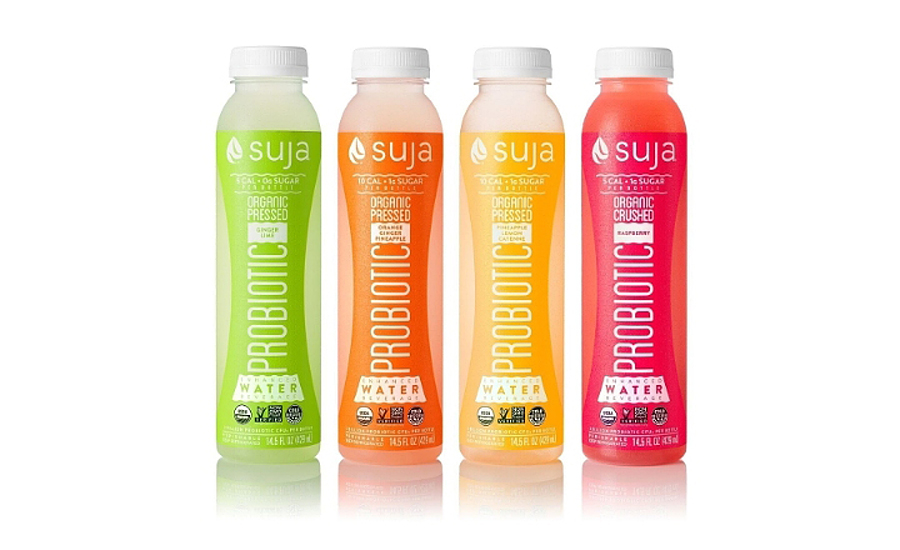 suja
5 CAL + 0g SUGAR
PER BOTTLE
ORGANIC
PRESSED
GINGER
LIME
PROBIOTIC
ENHANCED
WATER
BEVERAGE
14.5 FL OZ (429 mL)
suja
10 CAL + 1g SUGAR
PER BOTTLE
ORGANIC
PRESSED
ORANGE
GINGER
PINEAPPLE
PROBIOTIC
ENHANCED
WATER
BEVERAGE
14.5 FL OZ (429 mL)
suja
10 CAL + 1g SUGAR
PER BOTTLE
ORGANIC
PRESSED
PINEAPPLE
LEMON
CAYENNE
PROBIOTIC
ENHANCED
WATER
BEVERAGE
14.5 FL OZ (429 mL)
suja
5 CAL + 1g SUGAR
PER BOTTLE
ORGANIC
CRUSHED
RASPBERRY
PROBIOTIC
ENHANCED
WATER
BEVERAGE
14.5 FL OZ (429 mL)